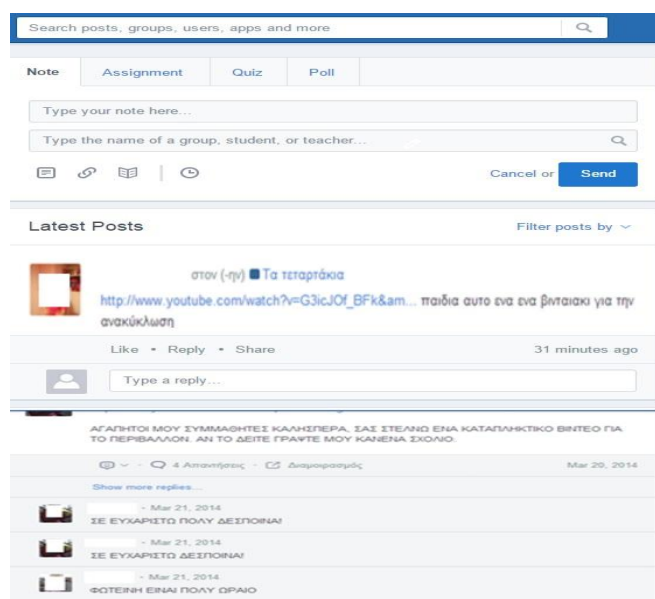 Search posts, groups, users, apps and more
Note Assignment Quiz Poll
Type your note here...
Type the name of a group, student, or teacher...
Cancel or Send
Latest Posts Filter posts by
στον (-ην) Τα τεταρτάκια
http://www.youtube.com/watch?v=G3icJOf_BFk&am... παιδια αυτο ενα ενα βινταιακι για την
ανακύκλωση
Like • Reply • Share 31 minutes ago
Type a reply...
ΑΓΑΠΗΤΟΙ ΜΟΥ ΣΥΜΜΑΘΗΤΕΣ ΚΑΛΗΣΠΕΡΑ, ΣΑΣ ΣΤΕΛΝΩ ΕΝΑ ΚΑΤΑΠΛΗΚΤΙΚΟ ΒΙΝΤΕΟ ΓΙΑ
ΤΟ ΠΕΡΙΒΑΛΛΟΝ. ΑΝ ΤΟ ΔΕΙΤΕ ΓΡΑΨΤΕ ΜΟΥ ΚΑΝΕΝΑ ΣΧΟΛΙΟ.
4 Απαντήσεις · Διαμοιρασμός Mar 20, 2014
Show more replies...
- Mar 21, 2014
ΣΕ ΕΥΧΑΡΙΣΤΩ ΠΟΛΥ ΔΕΣΠΟΙΝΑ!
- Mar 21, 2014
ΣΕ ΕΥΧΑΡΙΣΤΩ ΔΕΣΠΟΙΝΑ!
- Mar 21, 2014
ΦΩΤΕΙΝΗ ΕΙΝΑΙ ΠΟΛΥ ΩΡΑΙΟ